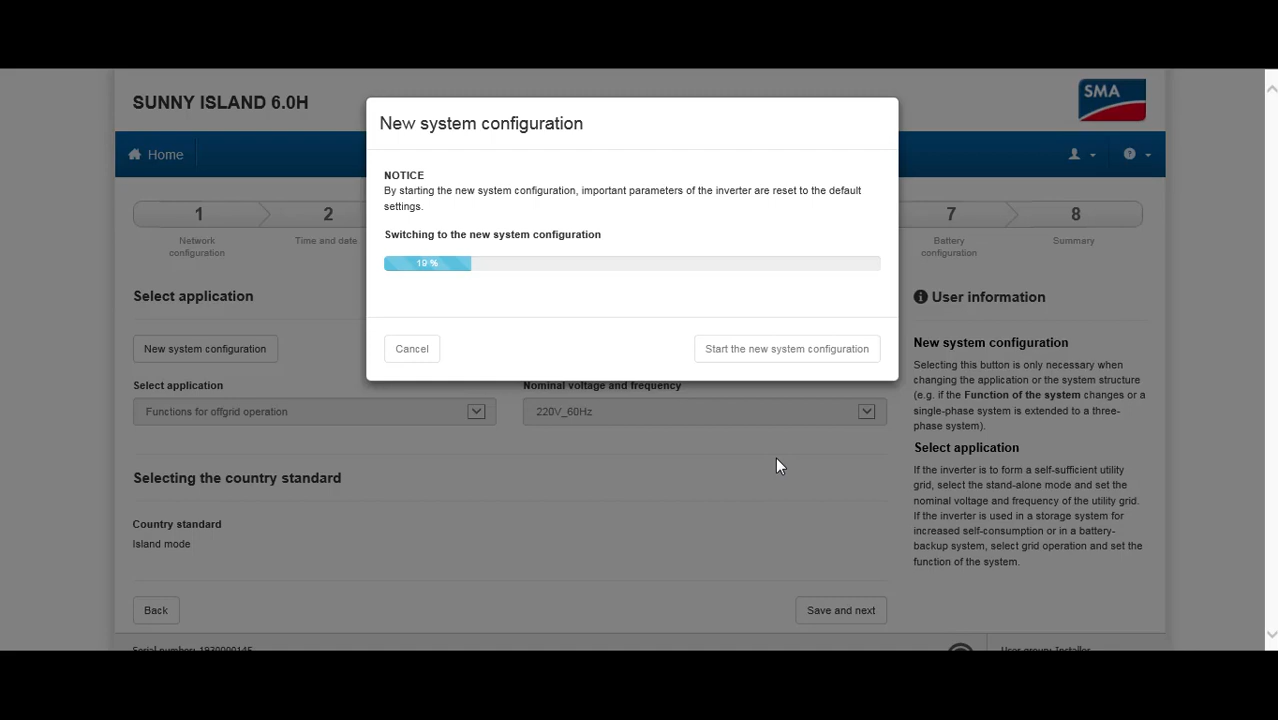 SUNNY ISLAND 6.0H
SMA
Home
New system configuration
NOTICE
By starting the new system configuration, important parameters of the inverter are reset to the default
settings.
Switching to the new system configuration
19 %
Cancel
Start the new system configuration
1
2
7
8
Network
configuration
Time and date
Battery
configuration
Summary
Select application
New system configuration
Select application
Functions for offgrid operation
Nominal voltage and frequency
220V_60Hz
Selecting the country standard
Country standard
Island mode
Back
Save and next
User information
New system configuration
Selecting this button is only necessary when
changing the application or the system structure
(e.g. if the Function of the system changes or a
single-phase system is extended to a three-
phase system).
Select application
If the inverter is to form a self-sufficient utility
grid, select the stand-alone mode and set the
nominal voltage and frequency of the utility grid.
If the inverter is used in a storage system for
increased self-consumption or in a battery-
backup system, select grid operation and set the
function of the system.
Serial number:
User group: Installer